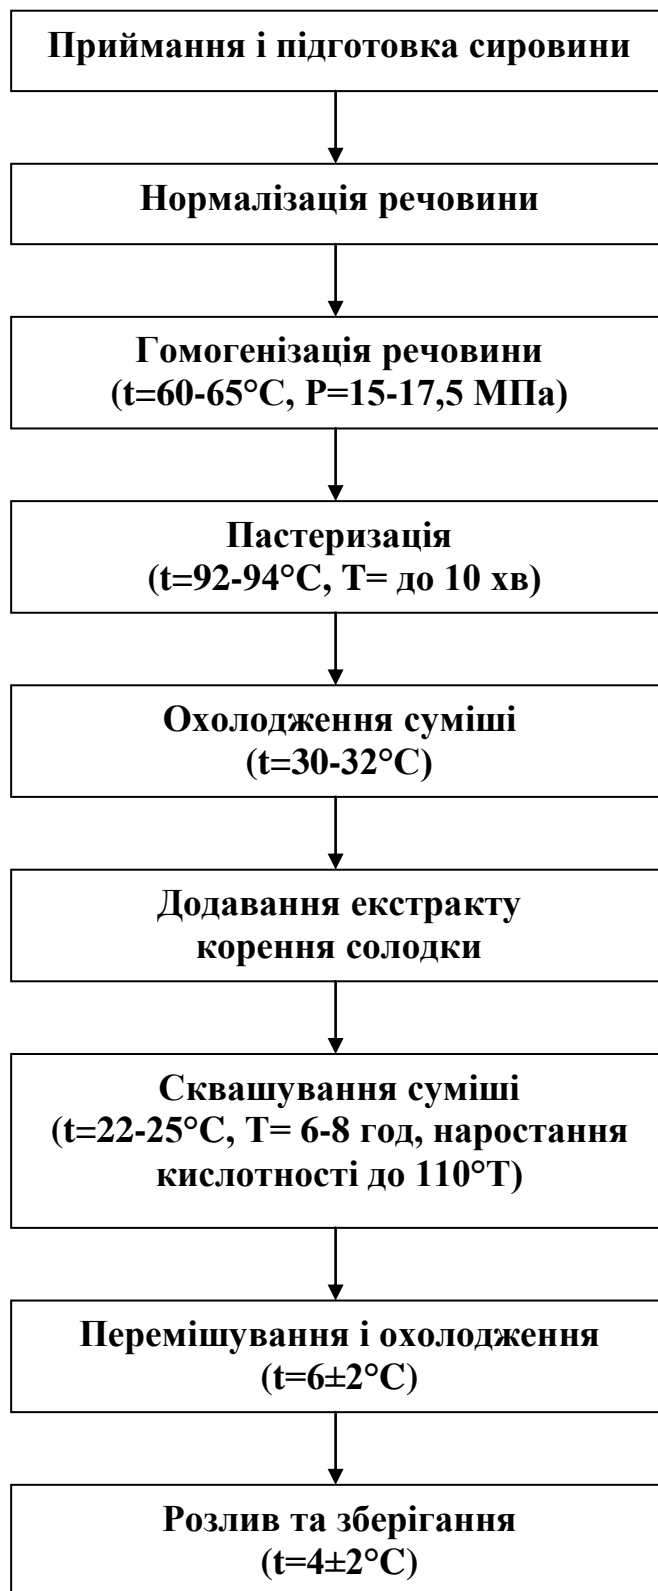 Приймання і підготовка сировини
Нормалізація речовини
Гомогенізація речовини
(t=60-65°C, P=15-17,5 МПа)
Пастеризація
(t=92-94°C, T= до 10 хв)
Охолодження суміші
(t=30-32°C)
Додавання екстракту
корення солодки
Сквашування суміші
(t=22-25°C, T= 6-8 год, наростання
кислотності до 110°Т)
Перемішування і охолодження
(t=6±2°C)
Розлив та зберігання
(t=4±2°C)